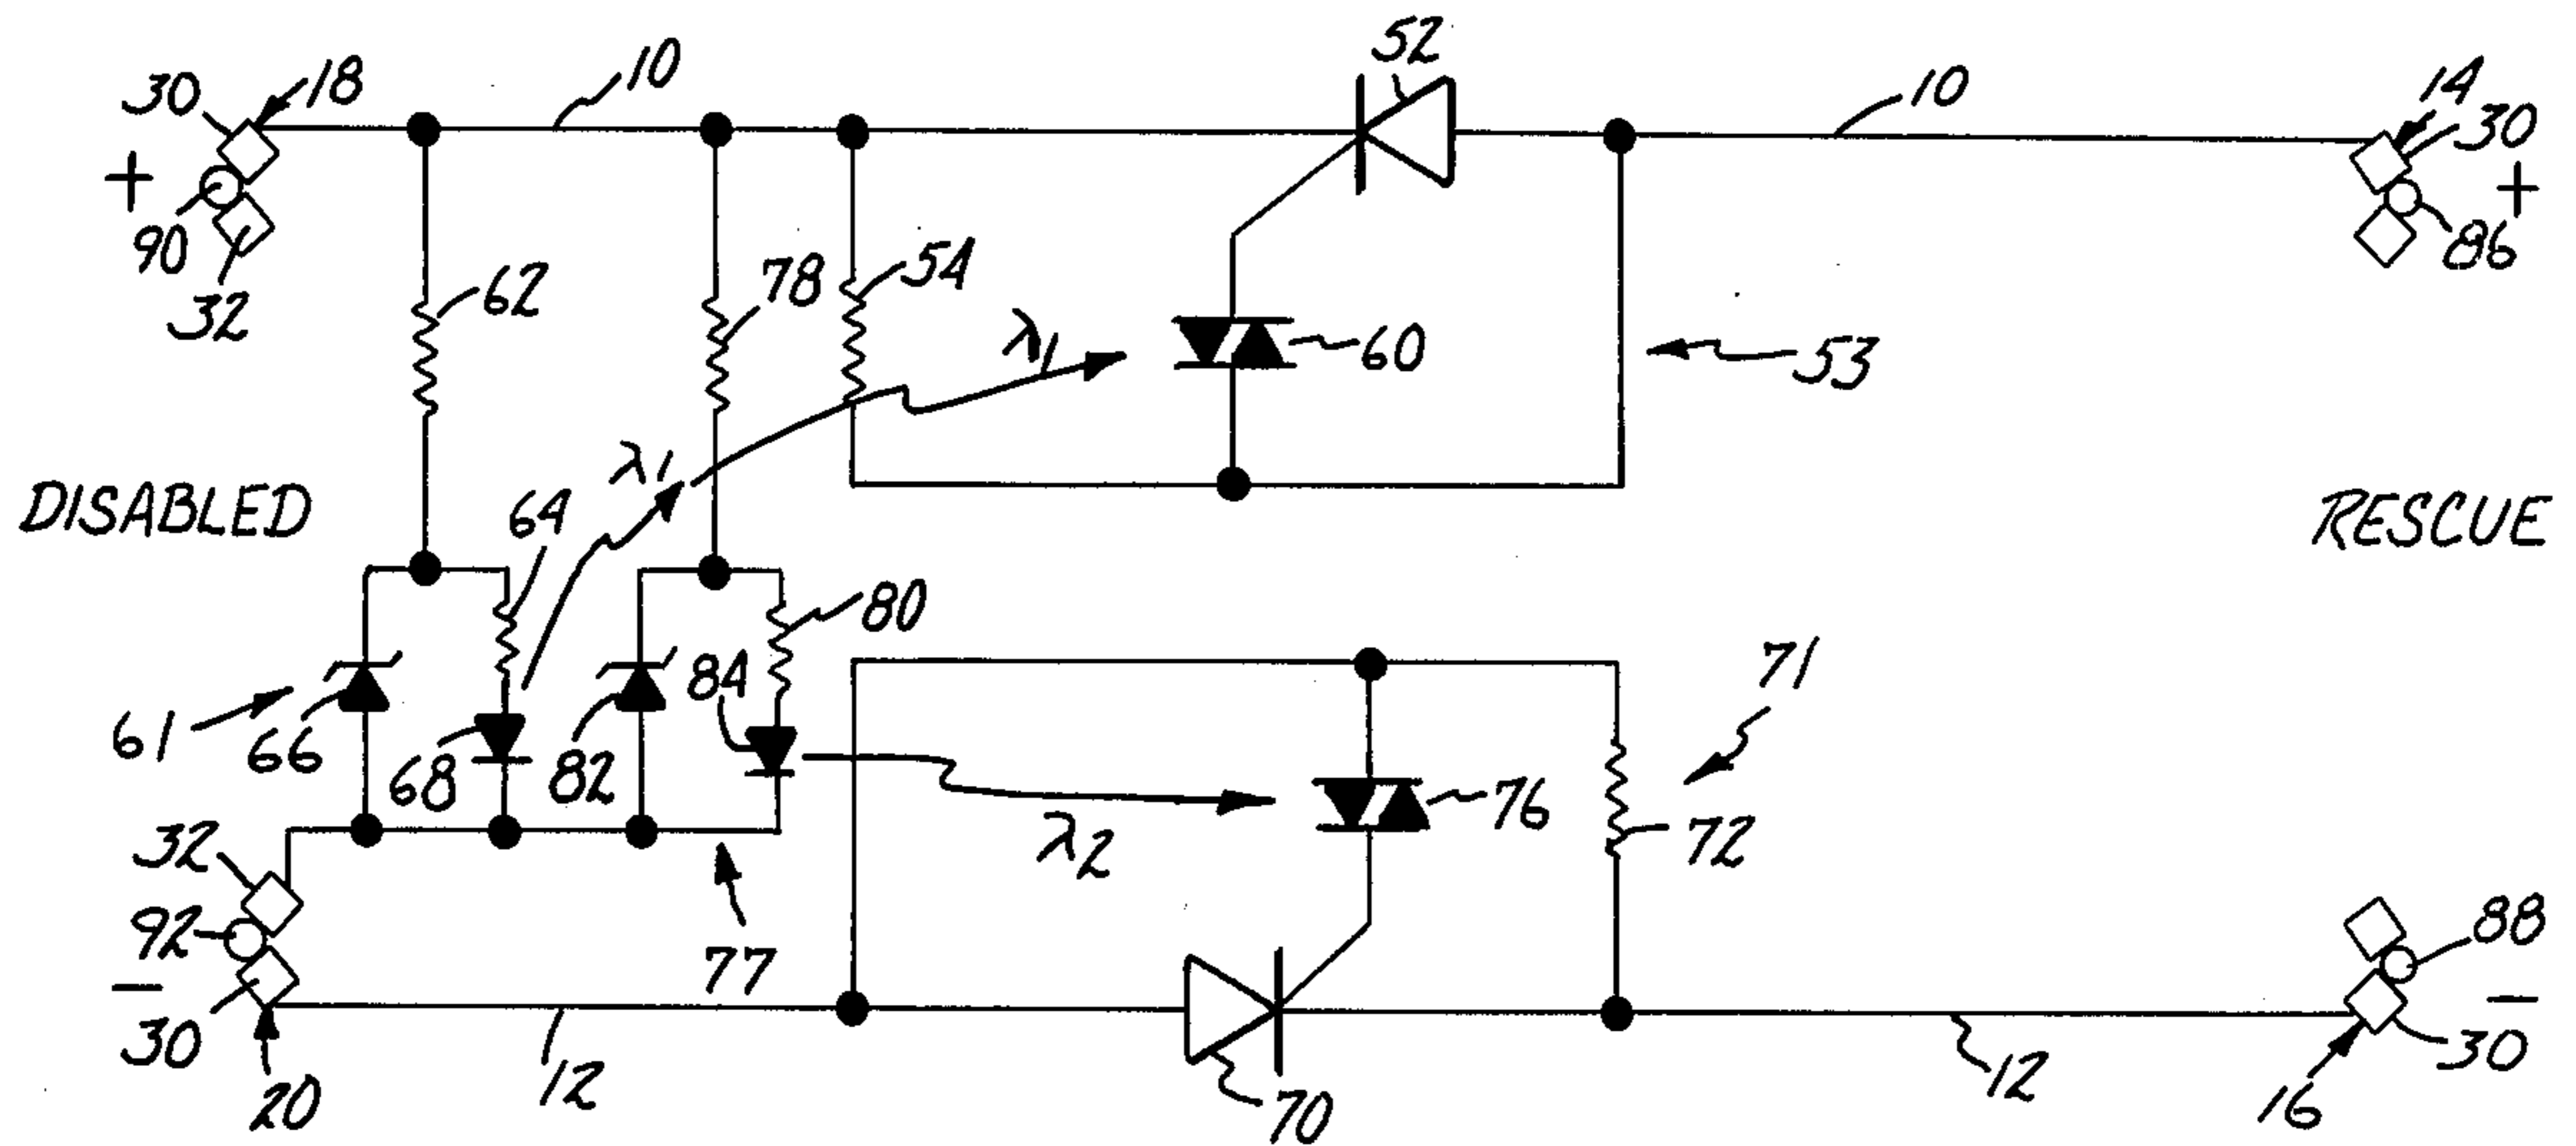 52
30 18 10 10 14
30
+ +
90 86
32 62 78 54 λ1 60 53
λ1
DISABLED 64 RESCUE
80
84 71
61 66 68 82 76
32 λ2 72
92 88
77
− −
30 12 12 30
20 70 16